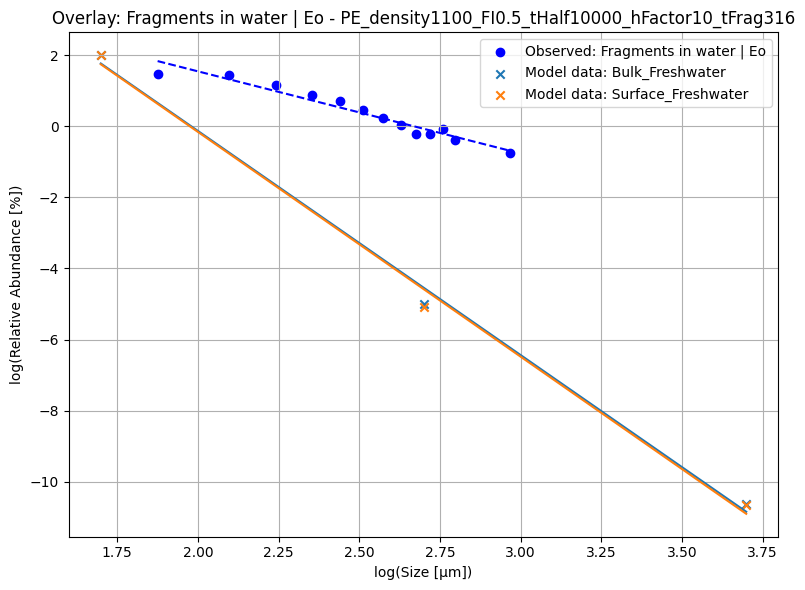 Overlay: Fragments in water | Eo - PE_density1100_FI0.5_tHalf10000_hFactor10_tFrag316
Observed: Fragments in water | Eo
Model data: Bulk_Freshwater
Model data: Surface_Freshwater
log(Relative Abundance [%])
2
0
−2
−4
−6
−8
−10
1.75 2.00 2.25 2.50 2.75 3.00 3.25 3.50 3.75
log(Size [µm])